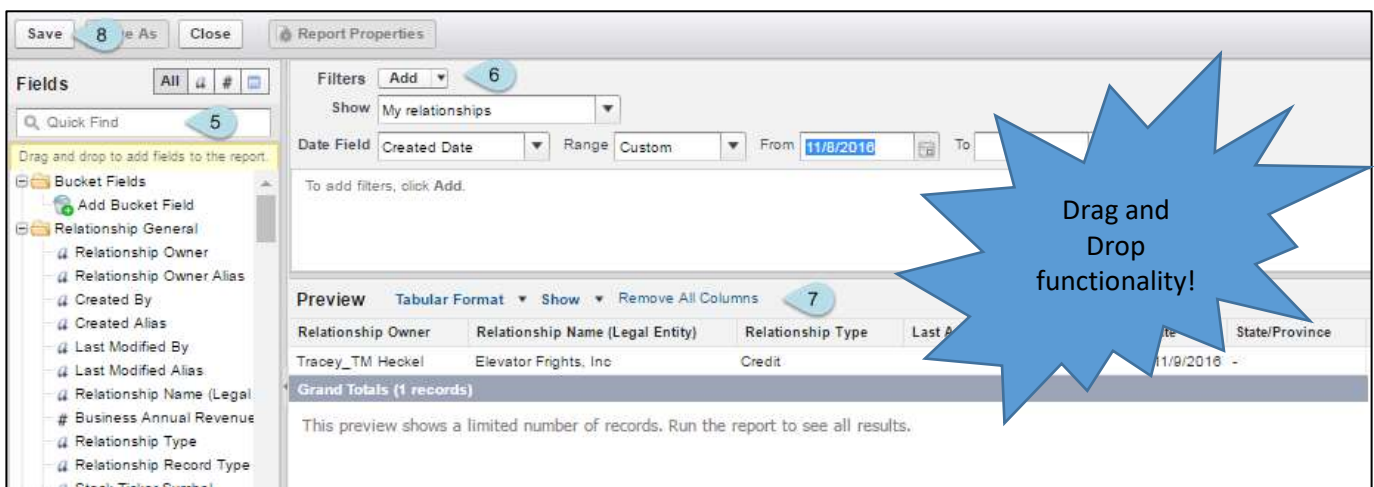 Save 8 e As Close Report Properties
Fields All a #
Quick Find 5
Drag and drop to add fields to the report.
Bucket Fields
Add Bucket Field
Relationship General
a Relationship Owner
a Relationship Owner Alias
a Created By
a Created Alias
a Last Modified By
a Last Modified Alias
a Relationship Name (Legal
# Business Annual Revenue
a Relationship Type
a Relationship Record Type
Filters Add 6
Show My relationships
Date Field Created Date Range Custom From 11/8/2016 To
To add filters, click Add.
Preview Tabular Format Show Remove All Columns 7
Relationship Owner Relationship Name (Legal Entity) Relationship Type Last A State/Province
Tracey_TM Heckel Elevator Frights, Inc Credit 11/9/2016 -
Grand Totals (1 records)
This preview shows a limited number of records. Run the report to see all results.
Drag and
Drop
functionality!